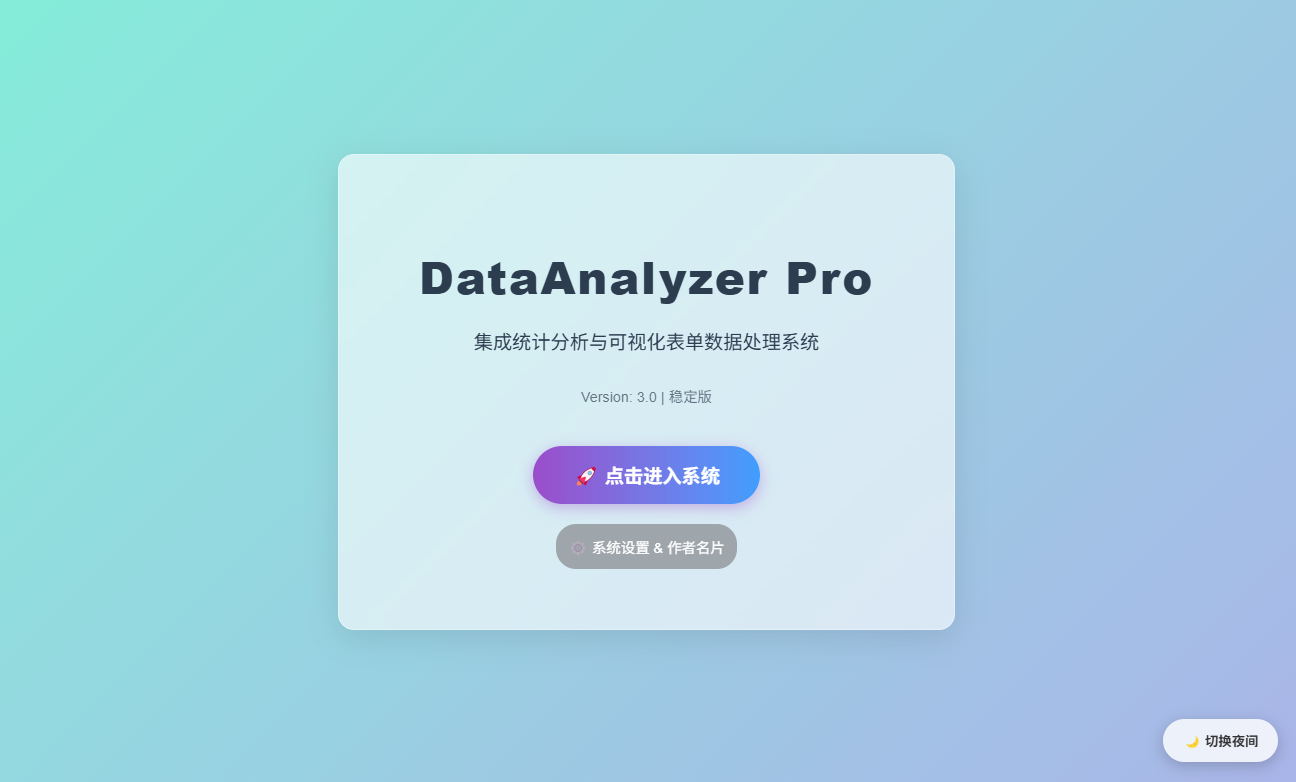 DataAnalyzer Pro
集成统计分析与可视化表单数据处理系统
Version: 3.0 | 稳定版
🚀 点击进入系统
⚙️ 系统设置 & 作者名片
🌙 切换夜间